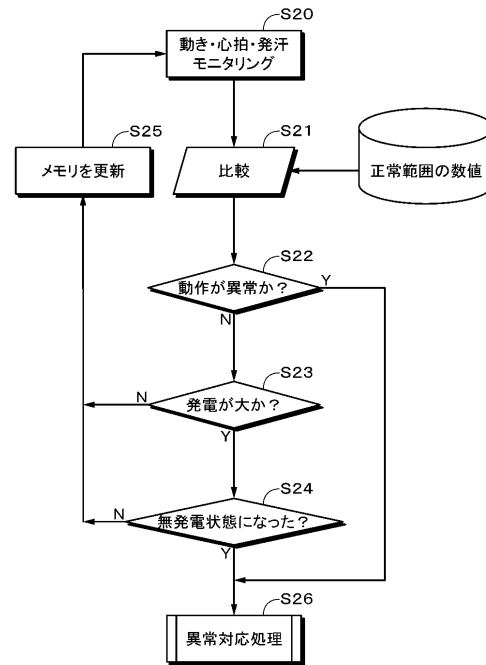 S20
動き・心拍・発汗
モニタリング
S25
メモリを更新
S21
比較
正常範囲の数値
S22
動作が異常か？
Y
N
S23
発電が大か？
N
Y
S24
無発電状態になった？
N
Y
S26
異常対応処理